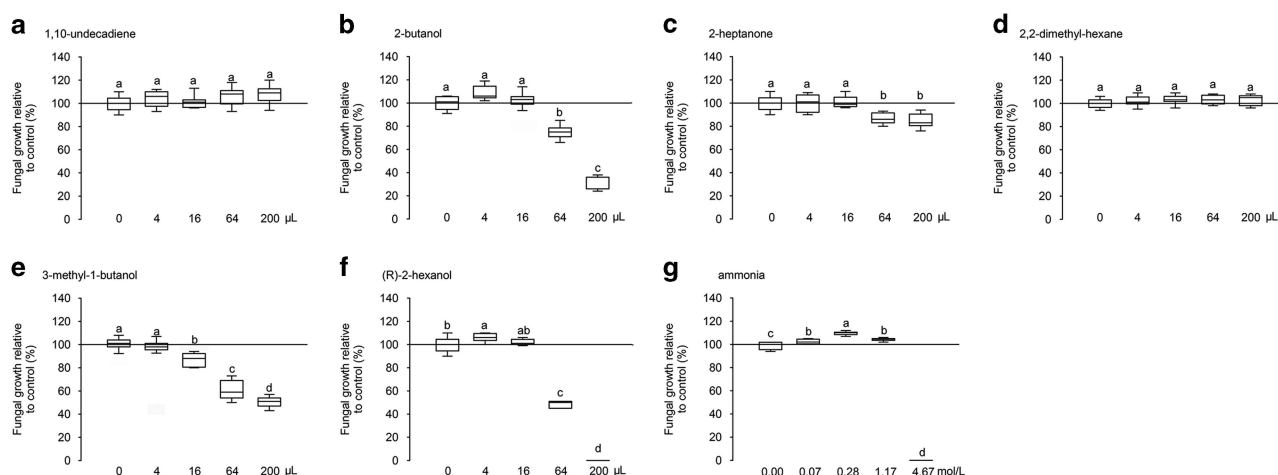 a
1,10-undecadiene
Fungal growth relative
to control (%)
140
120
100
80
60
40
20
0
a a a a a
0 4 16 64 200 µL
b
2-butanol
Fungal growth relative
to control (%)
140
120
100
80
60
40
20
0
a a a b c
0 4 16 64 200 µL
c
2-heptanone
Fungal growth relative
to control (%)
140
120
100
80
60
40
20
0
a a a b b
0 4 16 64 200 µL
d
2,2-dimethyl-hexane
Fungal growth relative
to control (%)
140
120
100
80
60
40
20
0
a a a a a
0 4 16 64 200 µL
e
3-methyl-1-butanol
Fungal growth relative
to control (%)
140
120
100
80
60
40
20
0
a a b c d
0 4 16 64 200 µL
f
(R)-2-hexanol
Fungal growth relative
to control (%)
140
120
100
80
60
40
20
0
b a ab c d
0 4 16 64 200 µL
g
ammonia
Fungal growth relative
to control (%)
140
120
100
80
60
40
20
0
c b a b d
0.00 0.07 0.28 1.17 4.67 mol/L